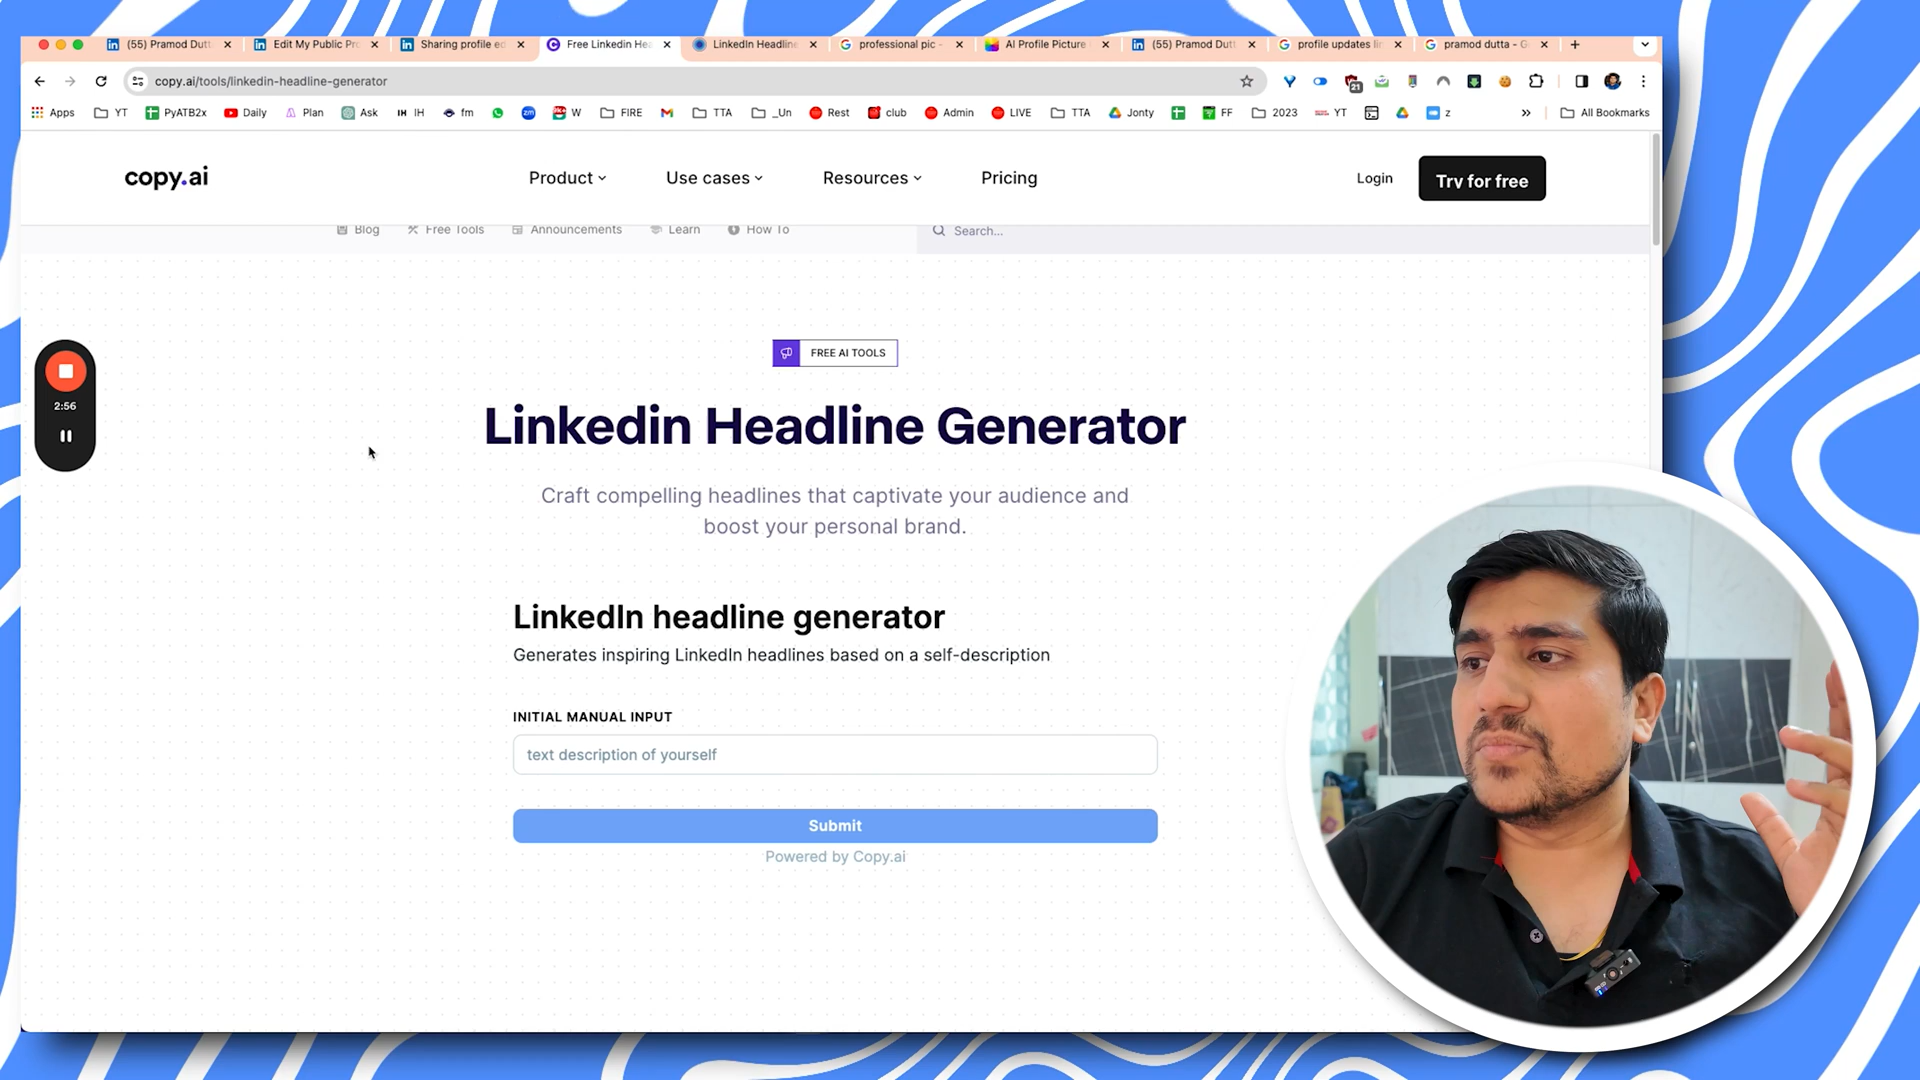 (55) Pramod Dutt
Edit My Public Pro
Sharing profile ed
Free Linkedin Hea
LinkedIn Headline
professional pic -
AI Profile Picture
(55) Pramod Dutt
profile updates lin
pramod dutta - G
copy.ai/tools/linkedin-headline-generator
21
Apps
YT
PyATB2x
Daily
Plan
Ask
IH IH
fm
W
FIRE
TTA
_Un
Rest
club
Admin
LIVE
TTA
Jonty
FF
2023
YT
z
All Bookmarks
copy.ai
Product
Use cases
Resources
Pricing
Login
Try for free
Blog
Free Tools
Announcements
Learn
How To
Search...
FREE AI TOOLS
2:56
Linkedin Headline Generator
Craft compelling headlines that captivate your audience and
boost your personal brand.
LinkedIn headline generator
Generates inspiring LinkedIn headlines based on a self-description
INITIAL MANUAL INPUT
text description of yourself
Submit
Powered by Copy.ai